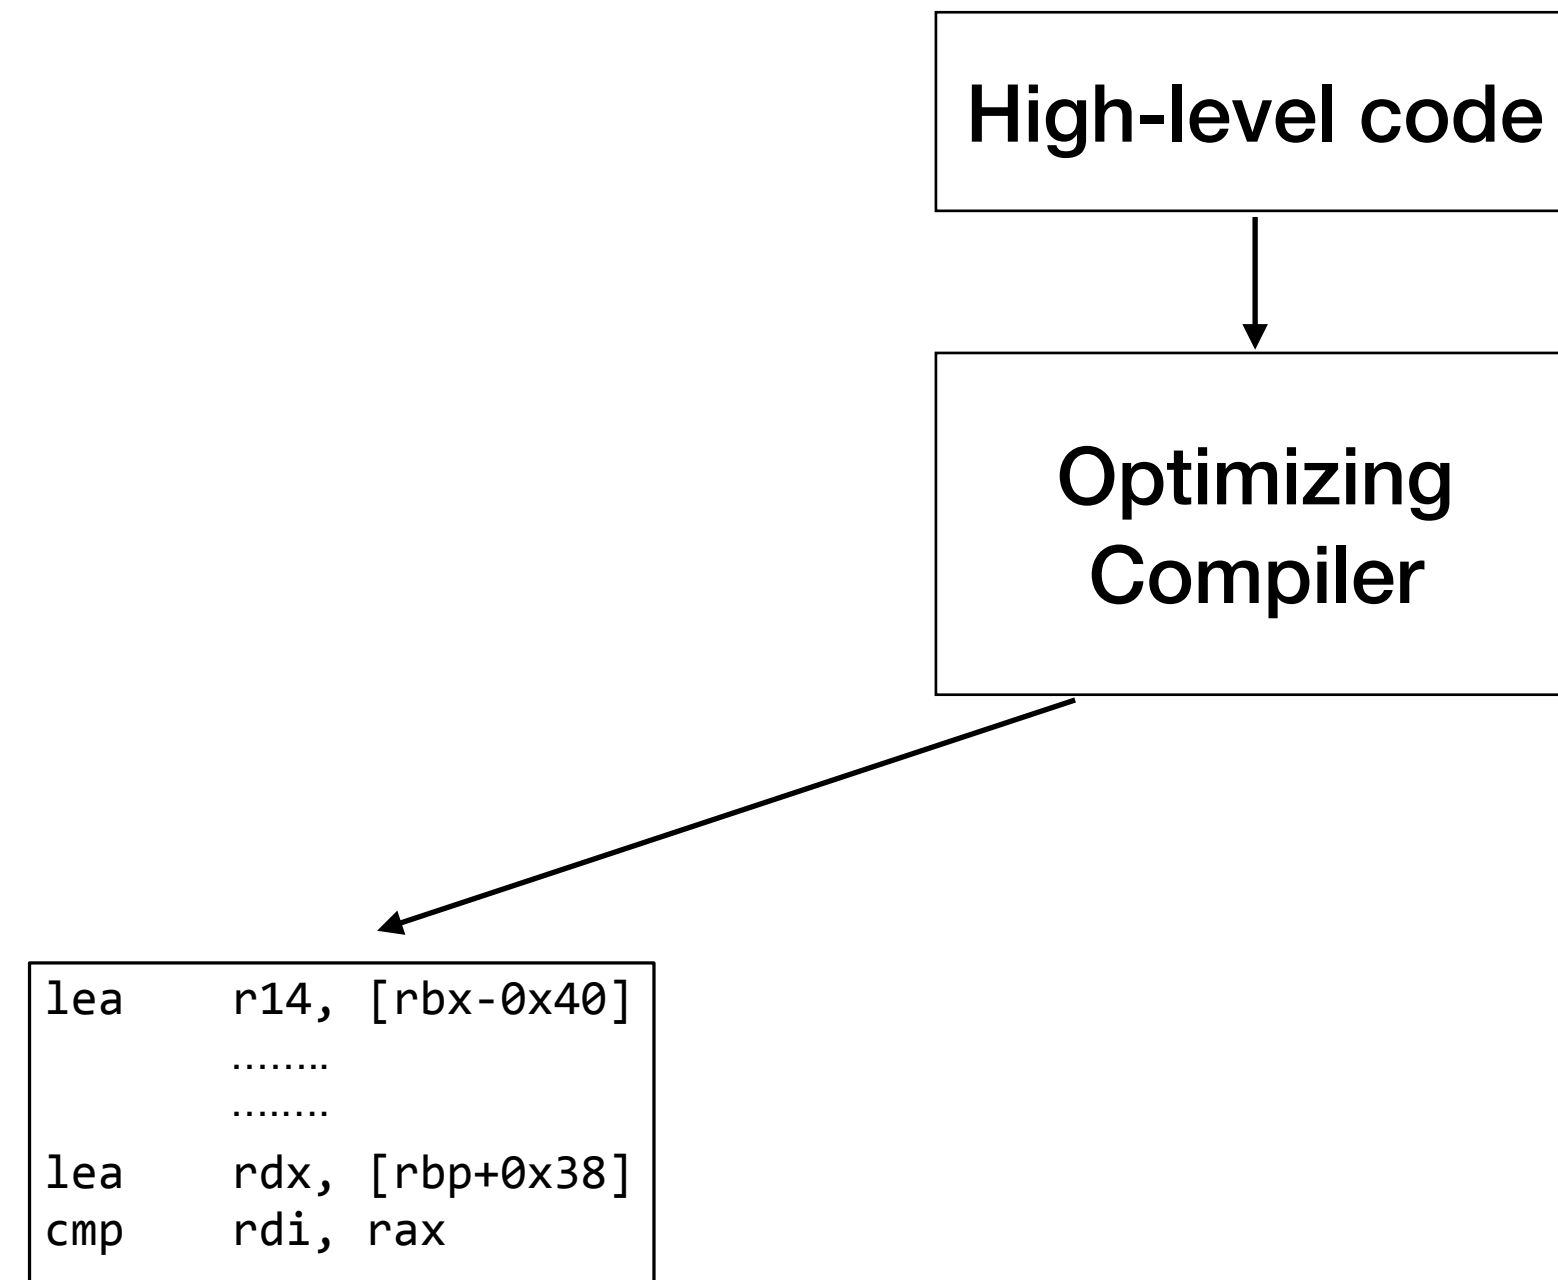 High-level code
Optimizing
Compiler
lea    r14, [rbx-0x40]
……..
……..
lea    rdx, [rbp+0x38]
cmp    rdi, rax